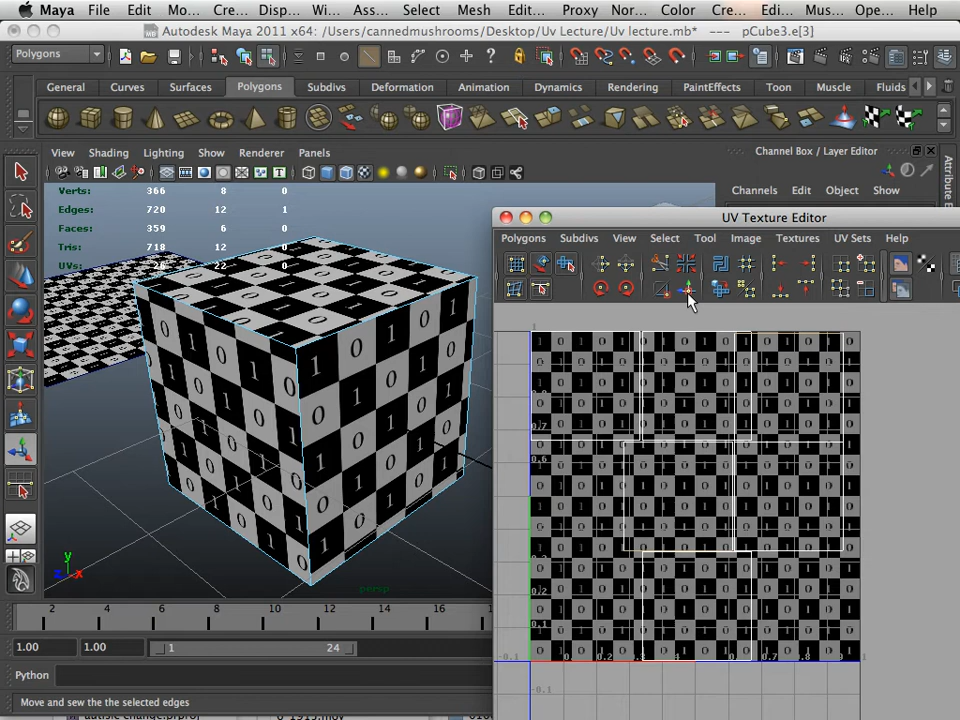 Maya File Edit Mo... Cre... Disp... Wi... Ass... Select Mesh Edit... Proxy Nor... Color Cre... Edi... Mus... Ope... Help
Autodesk Maya 2011 x64: /Users/cannedmushrooms/Desktop/Uv Lecture/Uv lecture.mb* --- pCube3.e[3]
Polygons
General Curves Surfaces Polygons Subdivs Deformation Animation Dynamics Rendering PaintEffects Toon Muscle Fluids
View Shading Lighting Show Renderer Panels
Channel Box / Layer Editor
Channels Edit Object Show
Verts: 366 8 0
Edges: 720 12 1
Faces: 359 6 0
Tris: 718 12 0
UVs: 22 0
UV Texture Editor
Polygons Subdivs View Select Tool Image Textures UV Sets Help
persp
2 4 6 8 10 12 14 16 18
1.00 1.00 1 24
Python
Move and sew the the selected edges